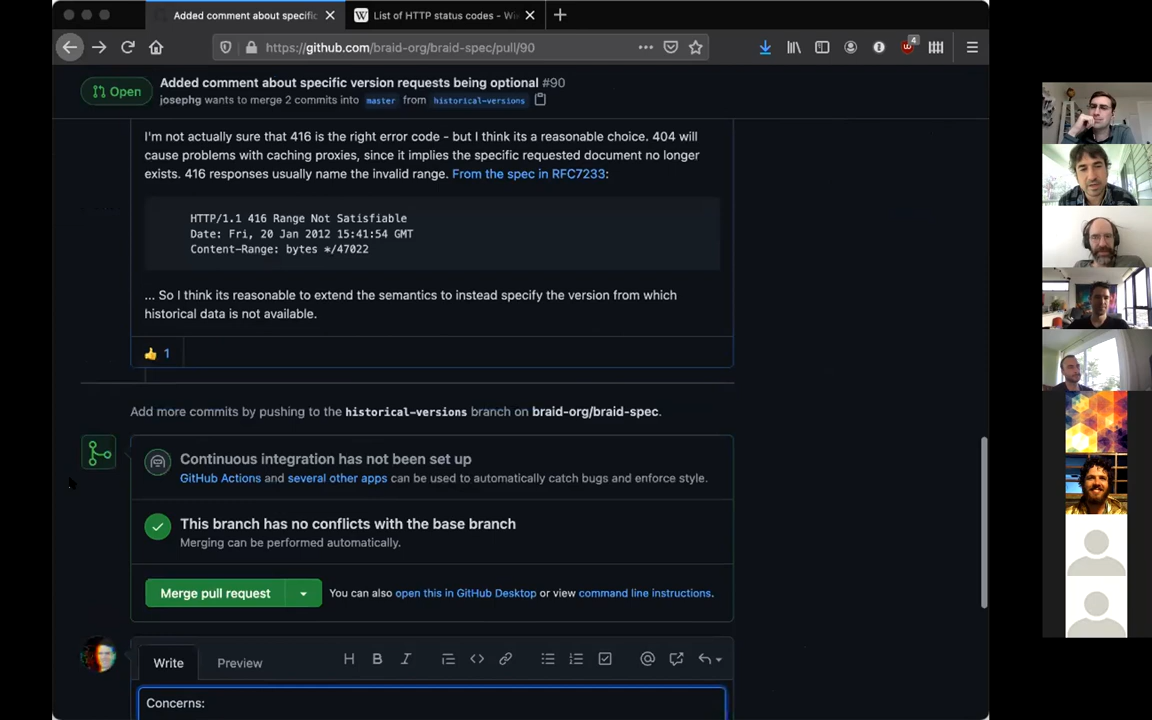 Added comment about specific
List of HTTP status codes - Wi
https://github.com/braid-org/braid-spec/pull/90
4
Open
Added comment about specific version requests being optional #90
josephg wants to merge 2 commits into master from historical-versions
I'm not actually sure that 416 is the right error code - but I think its a reasonable choice. 404 will
cause problems with caching proxies, since it implies the specific requested document no longer
exists. 416 responses usually name the invalid range. From the spec in RFC7233:
HTTP/1.1 416 Range Not Satisfiable
Date: Fri, 20 Jan 2012 15:41:54 GMT
Content-Range: bytes */47022
... So I think its reasonable to extend the semantics to instead specify the version from which
historical data is not available.
👍 1
Add more commits by pushing to the historical-versions branch on braid-org/braid-spec.
Continuous integration has not been set up
GitHub Actions and several other apps can be used to automatically catch bugs and enforce style.
This branch has no conflicts with the base branch
Merging can be performed automatically.
Merge pull request
You can also open this in GitHub Desktop or view command line instructions.
Write
Preview
Concerns: